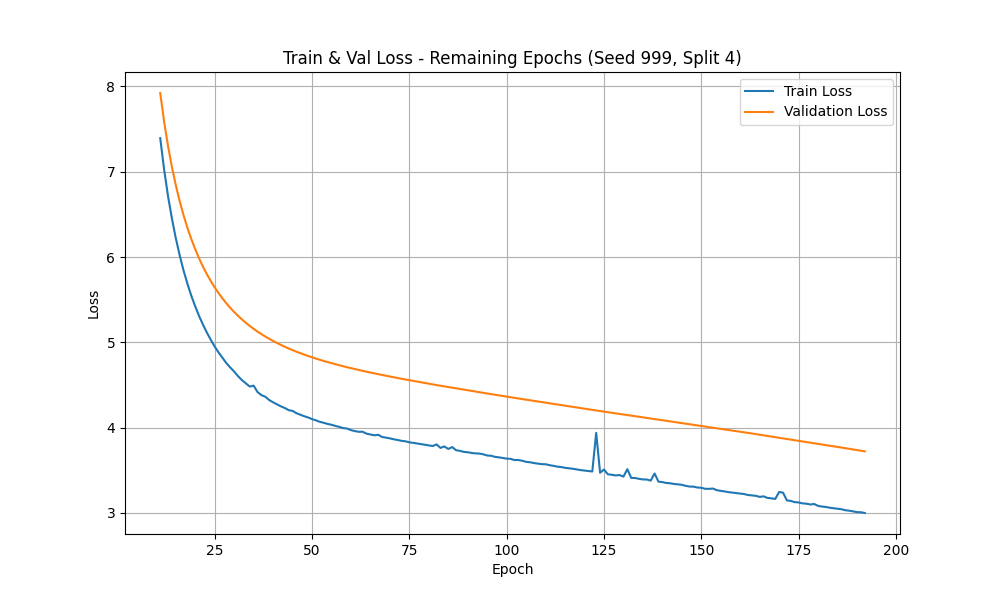 Train & Val Loss - Remaining Epochs (Seed 999, Split 4)
Train Loss
Validation Loss
8
7
6
5
4
3
Loss
25 50 75 100 125 150 175 200
Epoch